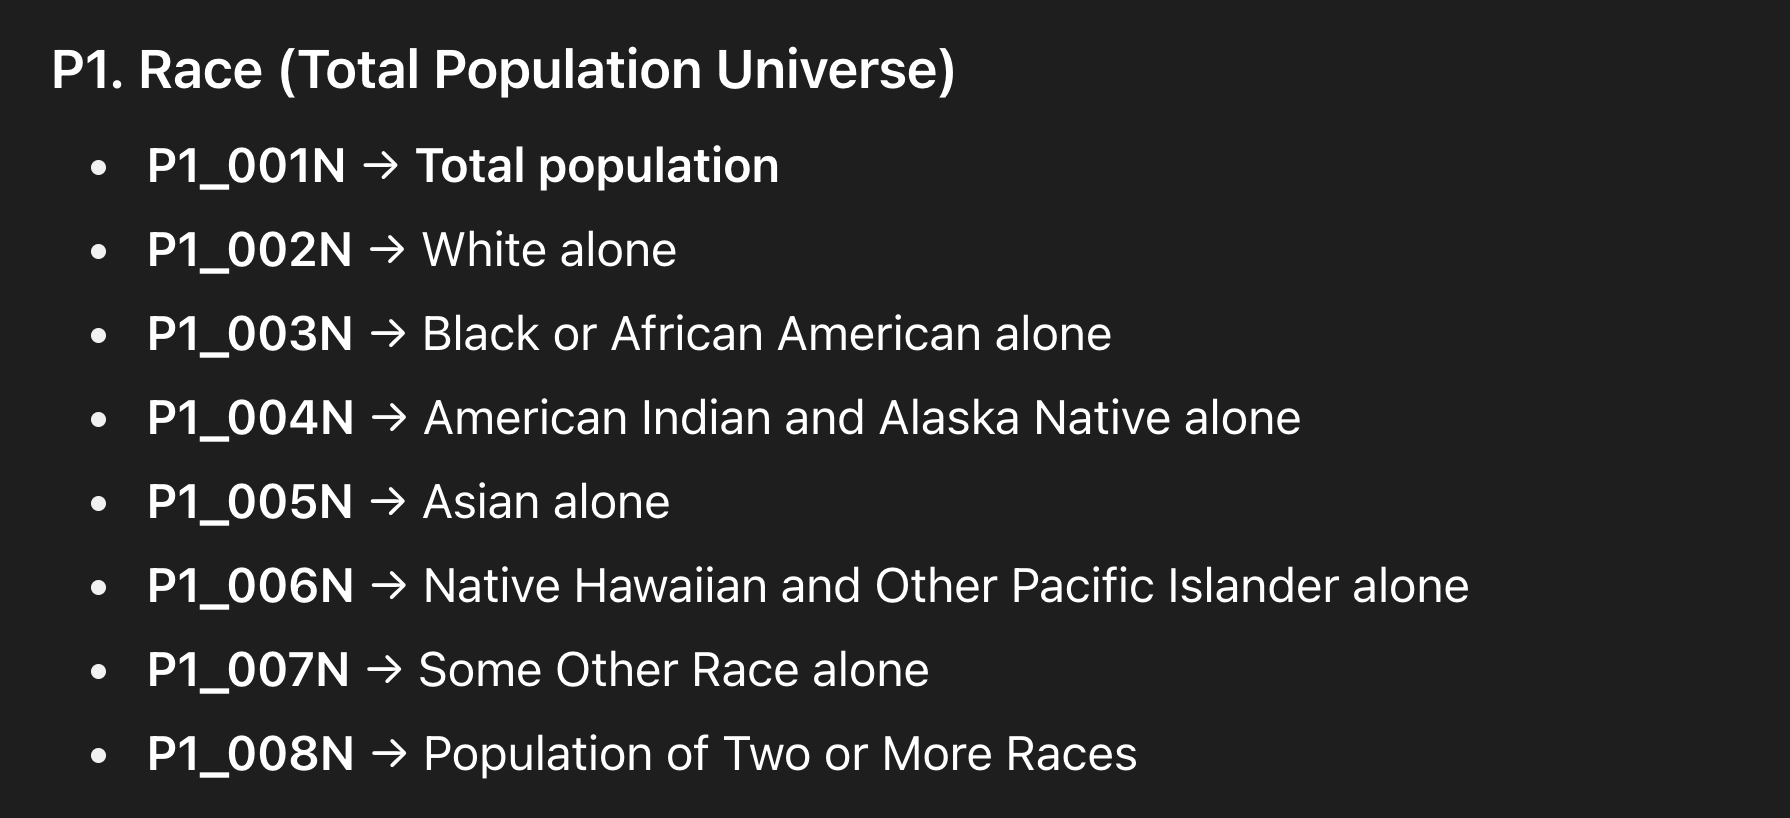 P1. Race (Total Population Universe)
• P1_001N → Total population
• P1_002N → White alone
• P1_003N → Black or African American alone
• P1_004N → American Indian and Alaska Native alone
• P1_005N → Asian alone
• P1_006N → Native Hawaiian and Other Pacific Islander alone
• P1_007N → Some Other Race alone
• P1_008N → Population of Two or More Races